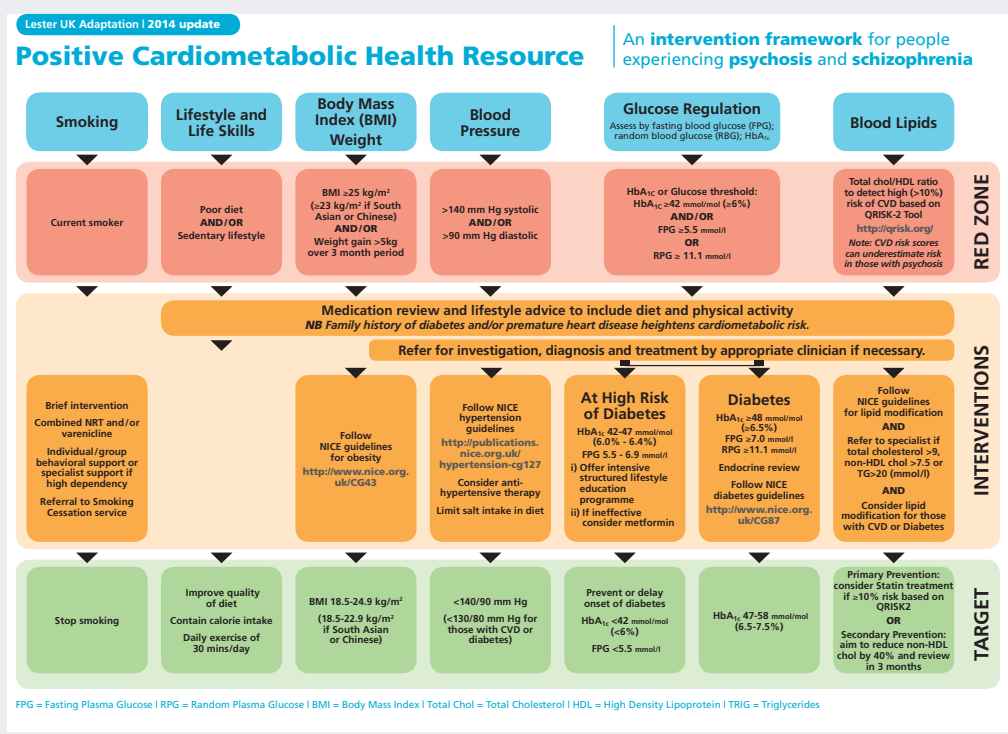 Lester UK Adaptation | 2014 update
Positive Cardiometabolic Health Resource
An intervention framework for people
experiencing psychosis and schizophrenia
Smoking
Lifestyle and
Life Skills
Body Mass
Index (BMI)
Weight
Blood
Pressure
Glucose Regulation
Assess by fasting blood glucose (FPG);
random blood glucose (RBG); HbA1c
Blood Lipids
RED ZONE
Current smoker
Poor diet
AND/OR
Sedentary lifestyle
BMI ≥25 kg/m²
(≥23 kg/m² if South
Asian or Chinese)
AND/OR
Weight gain >5kg
over 3 month period
>140 mm Hg systolic
AND/OR
>90 mm Hg diastolic
HbA1C or Glucose threshold:
HbA1c ≥42 mmol/mol (≥6%)
AND/OR
FPG ≥5.5 mmol/l
OR
RPG ≥ 11.1 mmol/l
Total chol/HDL ratio
to detect high (>10%)
risk of CVD based on
QRISK-2 Tool
http://qrisk.org/
Note: CVD risk scores
can underestimate risk
in those with psychosis
INTERVENTIONS
Medication review and lifestyle advice to include diet and physical activity
NB Family history of diabetes and/or premature heart disease heightens cardiometabolic risk.
Refer for investigation, diagnosis and treatment by appropriate clinician if necessary.
Brief intervention
Combined NRT and/or
varenicline
Individual/group
behavioral support or
specialist support if
high dependency
Referral to Smoking
Cessation service
Follow
NICE guidelines
for obesity
http://www.nice.org.
uk/CG43
Follow NICE
hypertension
guidelines
http://publications.
nice.org.uk/
hypertension-cg127
Consider anti-
hypertensive therapy
Limit salt intake in diet
At High Risk
of Diabetes
HbA1c 42-47 mmol/mol
(6.0% - 6.4%)
FPG 5.5 - 6.9 mmol/l
i) Offer intensive
structured lifestyle
education
programme
ii) If ineffective
consider metformin
Diabetes
HbA1c ≥48 mmol/mol
(≥6.5%)
FPG ≥7.0 mmol/l
RPG ≥11.1 mmol/l
Endocrine review
Follow NICE
diabetes guidelines
http://www.nice.org.
uk/CG87
Follow
NICE guidelines
for lipid modification
AND
Refer to specialist if
total cholesterol >9,
non-HDL chol >7.5 or
TG>20 (mmol/l)
AND
Consider lipid
modification for those
with CVD or Diabetes
TARGET
Stop smoking
Improve quality
of diet
Contain calorie intake
Daily exercise of
30 mins/day
BMI 18.5-24.9 kg/m²
(18.5-22.9 kg/m²
if South Asian
or Chinese)
<140/90 mm Hg
(<130/80 mm Hg for
those with CVD or
diabetes)
Prevent or delay
onset of diabetes
HbA1c <42 mmol/mol
(<6%)
FPG <5.5 mmol/l
HbA1c 47-58 mmol/mol
(6.5-7.5%)
Primary Prevention:
consider Statin treatment
if ≥10% risk based on
QRISK2
OR
Secondary Prevention:
aim to reduce non-HDL
chol by 40% and review
in 3 months
FPG = Fasting Plasma Glucose | RPG = Random Plasma Glucose | BMI = Body Mass Index | Total Chol = Total Cholesterol | HDL = High Density Lipoprotein | TRIG = Triglycerides